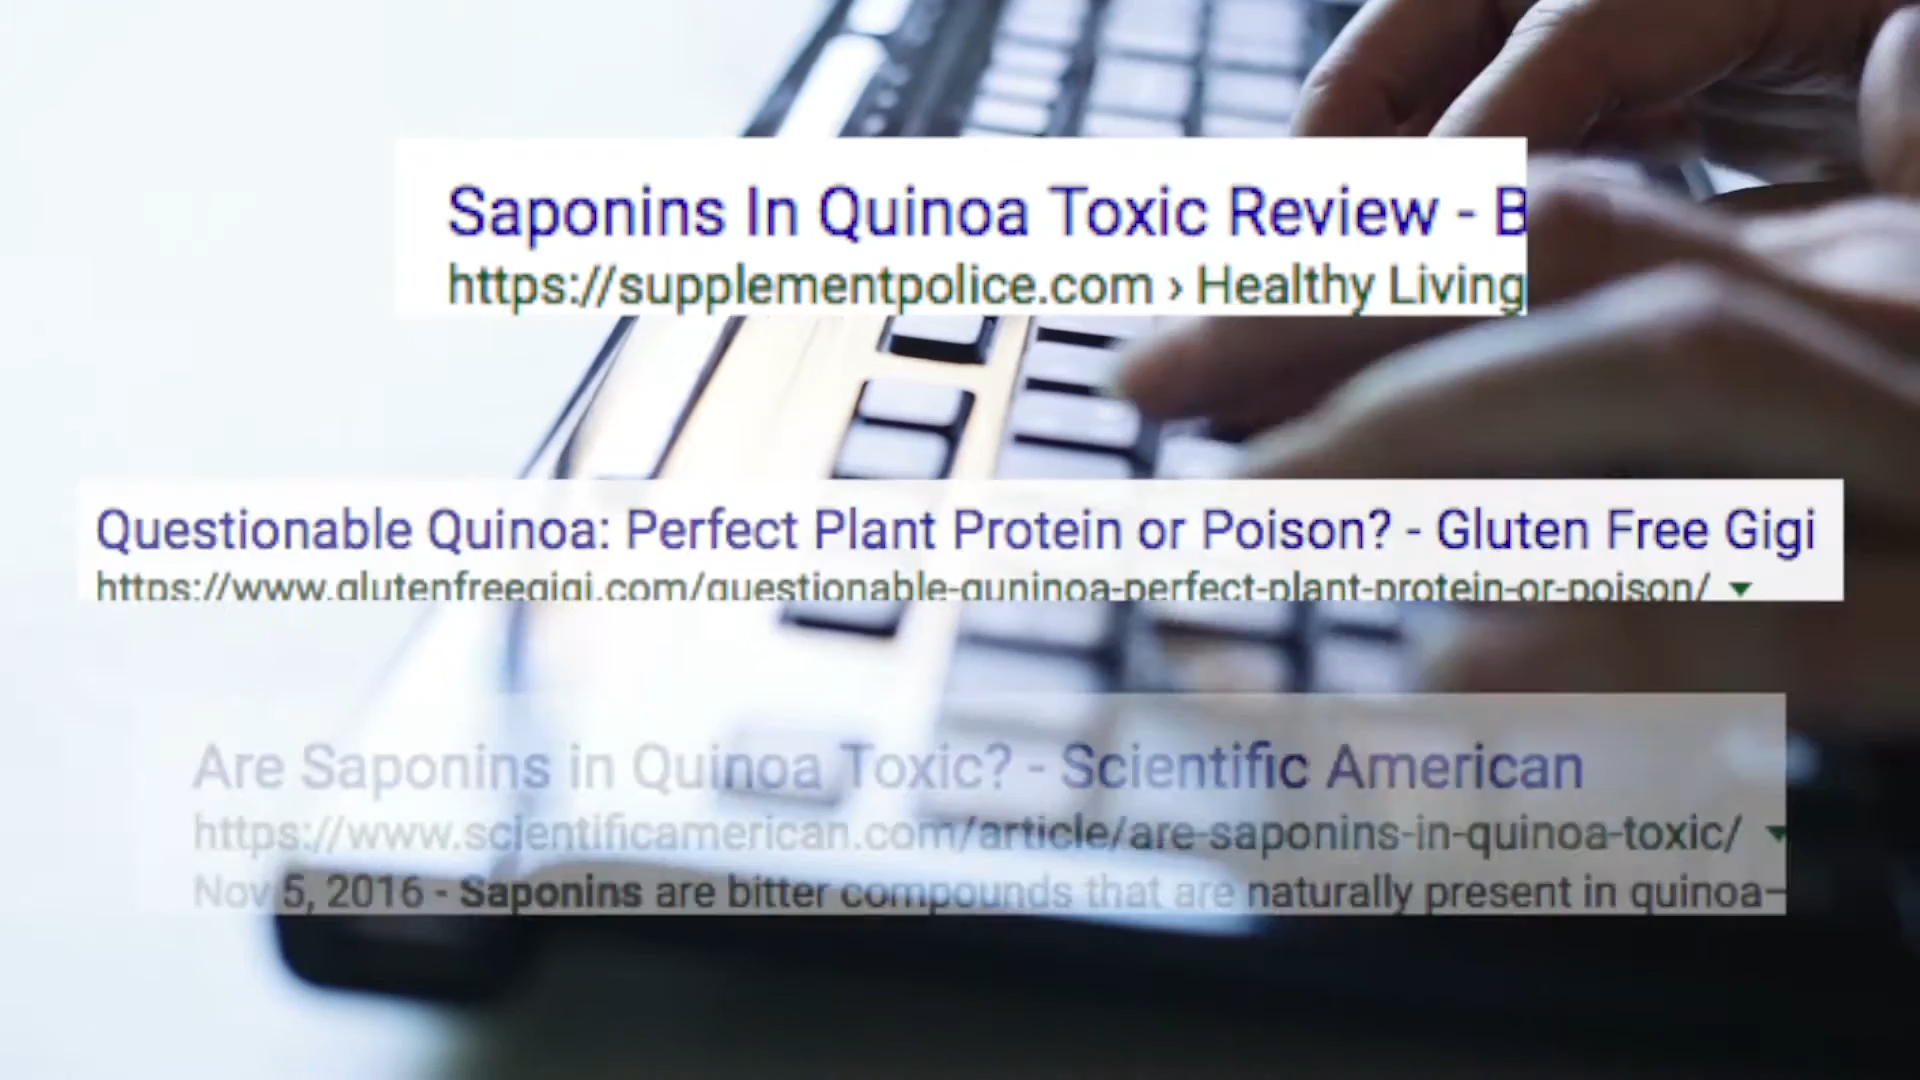 Saponins In Quinoa Toxic Review - B
https://supplementpolice.com › Healthy Living
Questionable Quinoa: Perfect Plant Protein or Poison? - Gluten Free Gigi
https://www.glutenfreegigi.com/questionable-quninoa-perfect-plant-protein-or-poison/
Are Saponins in Quinoa Toxic? - Scientific American
https://www.scientificamerican.com/article/are-saponins-in-quinoa-toxic/
Nov 5, 2016 - Saponins are bitter compounds that are naturally present in quinoa–